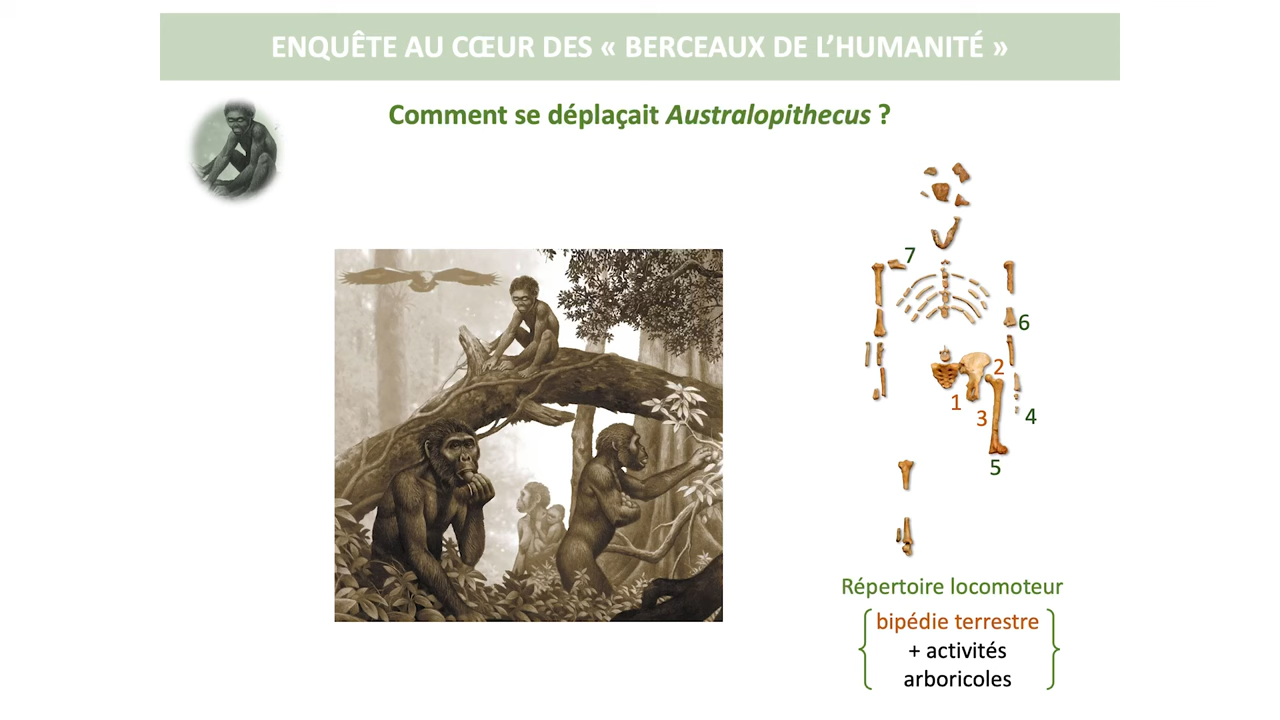 ENQUÊTE AU CŒUR DES « BERCEAUX DE L’HUMANITÉ »
Comment se déplaçait Australopithecus ?
7
6
2
1
3
4
5
Répertoire locomoteur
bipédie terrestre
+ activités
arboricoles